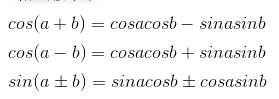 cos(a + b) = cosacosb − sinasinb
cos(a − b) = cosacosb + sinasinb
sin(a ± b) = sinacosb ± cosasinb